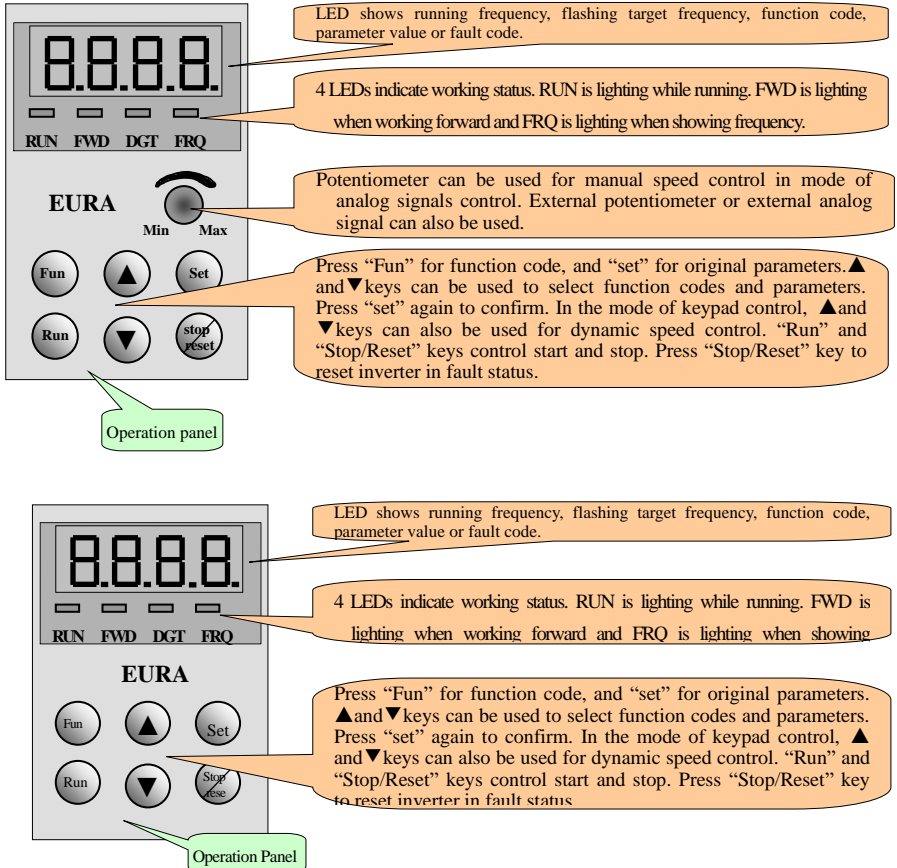 LED shows running frequency, flashing target frequency, function code,
parameter value or fault code.
8.8.8.8.
RUN FWD DGT FRQ
4 LEDs indicate working status. RUN is lighting while running. FWD is lighting
when working forward and FRQ is lighting when showing frequency.
EURA
Min Max
Potentiometer can be used for manual speed control in mode of
analog signals control. External potentiometer or external analog
signal can also be used.
Fun ▲ Set
Run ▼ stop
reset
Press “Fun” for function code, and “set” for original parameters.▲
and▼keys can be used to select function codes and parameters.
Press “set” again to confirm. In the mode of keypad control, ▲and
▼keys can also be used for dynamic speed control. “Run” and
“Stop/Reset” keys control start and stop. Press “Stop/Reset” key to
reset inverter in fault status.
Operation panel
LED shows running frequency, flashing target frequency, function code,
parameter value or fault code.
8.8.8.8.
RUN FWD DGT FRQ
4 LEDs indicate working status. RUN is lighting while running. FWD is
lighting when working forward and FRQ is lighting when showing
EURA
Fun ▲ Set
Run ▼ Stop
rese
Press “Fun” for function code, and “set” for original parameters.
▲and▼keys can be used to select function codes and parameters.
Press “set” again to confirm. In the mode of keypad control, ▲
and▼keys can also be used for dynamic speed control. “Run” and
“Stop/Reset” keys control start and stop. Press “Stop/Reset” key
to reset inverter in fault status
Operation Panel